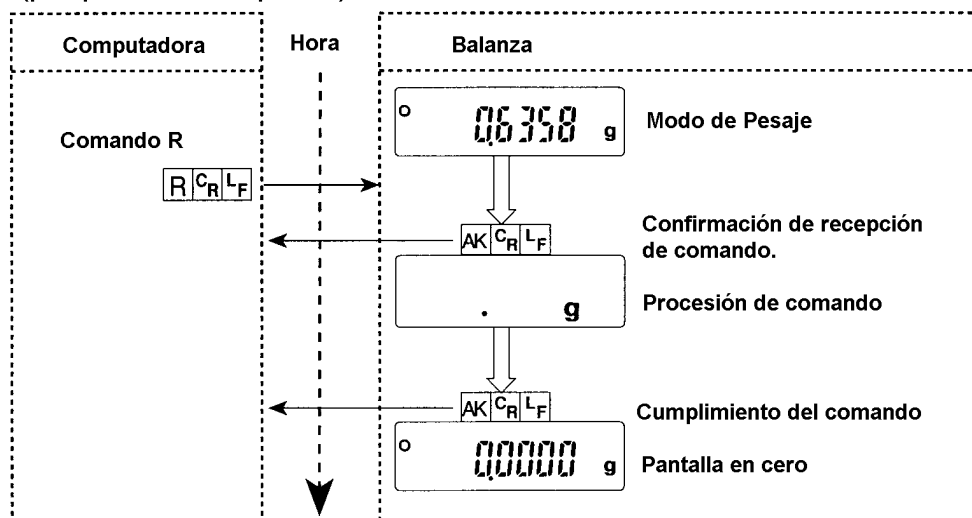 Computadora
Hora
Balanza
0.6358 g
Modo de Pesaje
Comando R
R CR LF
AK CR LF
Confirmación de recepción
de comando.
. g
Procesión de comando
AK CR LF
Cumplimiento del comando
0.0000 g
Pantalla en cero